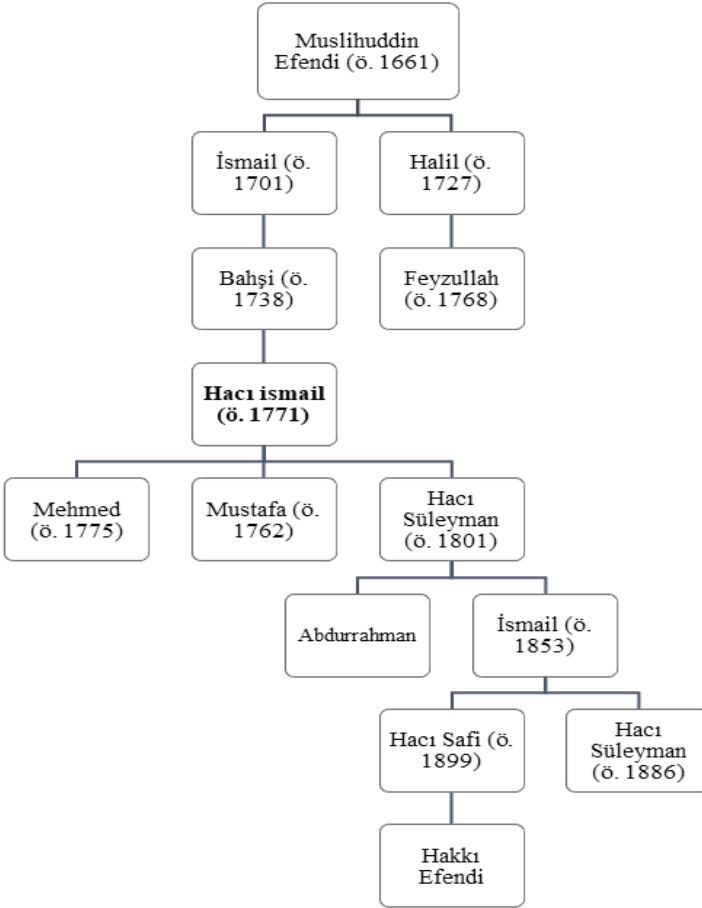 Muslihuddin
Efendi (ö. 1661)
İsmail (ö.
1701)
Halil (ö.
1727)
Bahşi (ö.
1738)
Feyzullah
(ö. 1768)
Hacı ismail
(ö. 1771)
Mehmed
(ö. 1775)
Mustafa (ö.
1762)
Hacı
Süleyman
(ö. 1801)
Abdurrahman
İsmail (ö.
1853)
Hacı Safi (ö.
1899)
Hacı
Süleyman
(ö. 1886)
Hakkı
Efendi